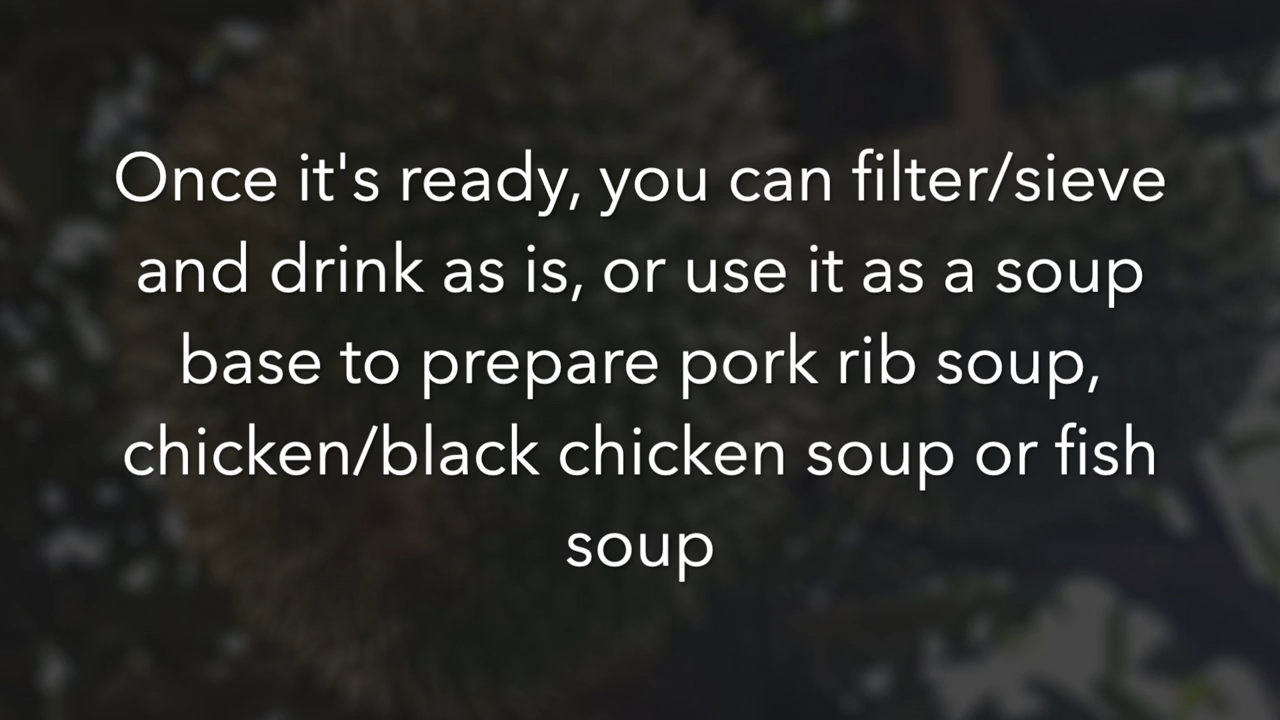 Once it's ready, you can filter/sieve
and drink as is, or use it as a soup
base to prepare pork rib soup,
chicken/black chicken soup or fish
soup